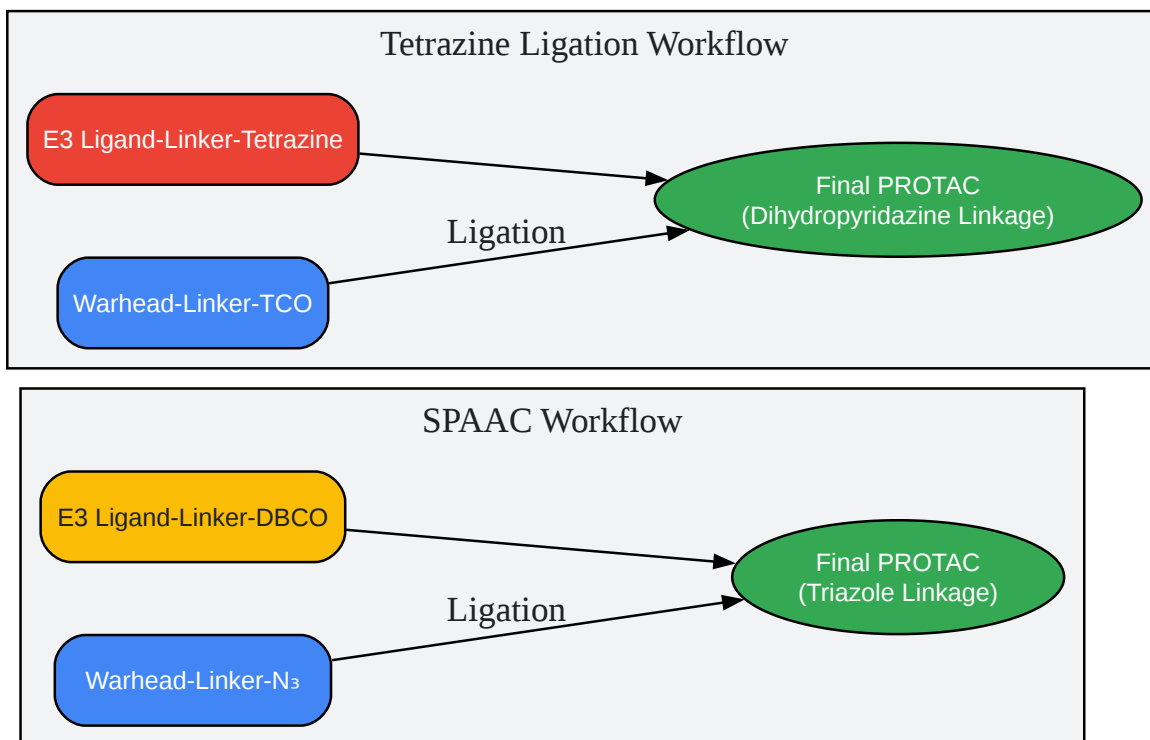 Tetrazine Ligation Workflow
E3 Ligand-Linker-Tetrazine
Final PROTAC
(Dihydropyridazine Linkage)
Ligation
Warhead-Linker-TCO
SPAAC Workflow
E3 Ligand-Linker-DBCO
Final PROTAC
(Triazole Linkage)
Ligation
Warhead-Linker-N₃